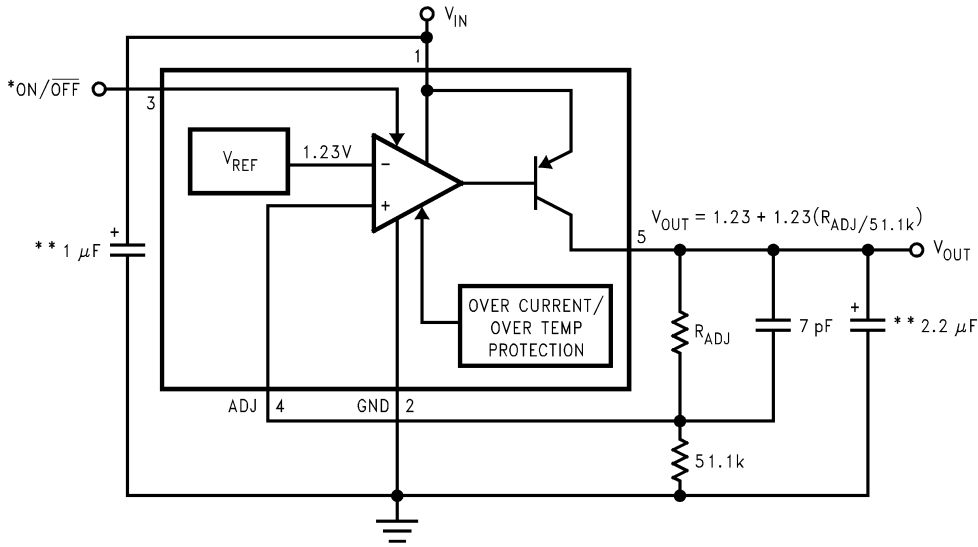 V_IN
1
*ON/O̅F̅F̅
3
V_REF
1.23V
−
+
V_OUT = 1.23 + 1.23(R_ADJ/51.1k)
5
V_OUT
+
** 1 µF
OVER CURRENT/
OVER TEMP
PROTECTION
R_ADJ
7 pF
+
** 2.2 µF
ADJ 4
GND 2
51.1k